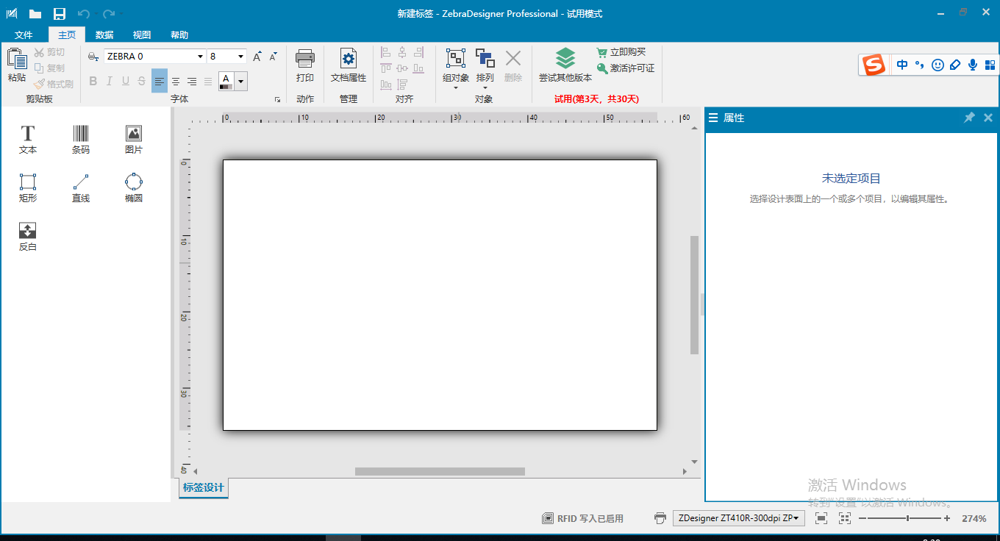 新建标签 - ZebraDesigner Professional - 试用模式
文件 主页 数据 视图 帮助
粘贴 剪切 复制 格式刷
剪贴板
ZEBRA 0 8 A A
B I U S A
字体
打印
动作
文档属性
管理
对齐
组对象 排列 删除
对象
尝试其他版本 立即购买
激活许可证
试用(第3天，共30天)
中
文本 条码 图片
矩形 直线 椭圆
反白
0 10 20 30 40 50 60
0
10
20
30
40
标签设计
属性
未选定项目
选择设计表面上的一个或多个项目，以编辑其属性。
激活 Windows
转到"设置"以激活 Windows。
RFID 写入已启用 ZDesigner ZT410R-300dpi ZP 274%